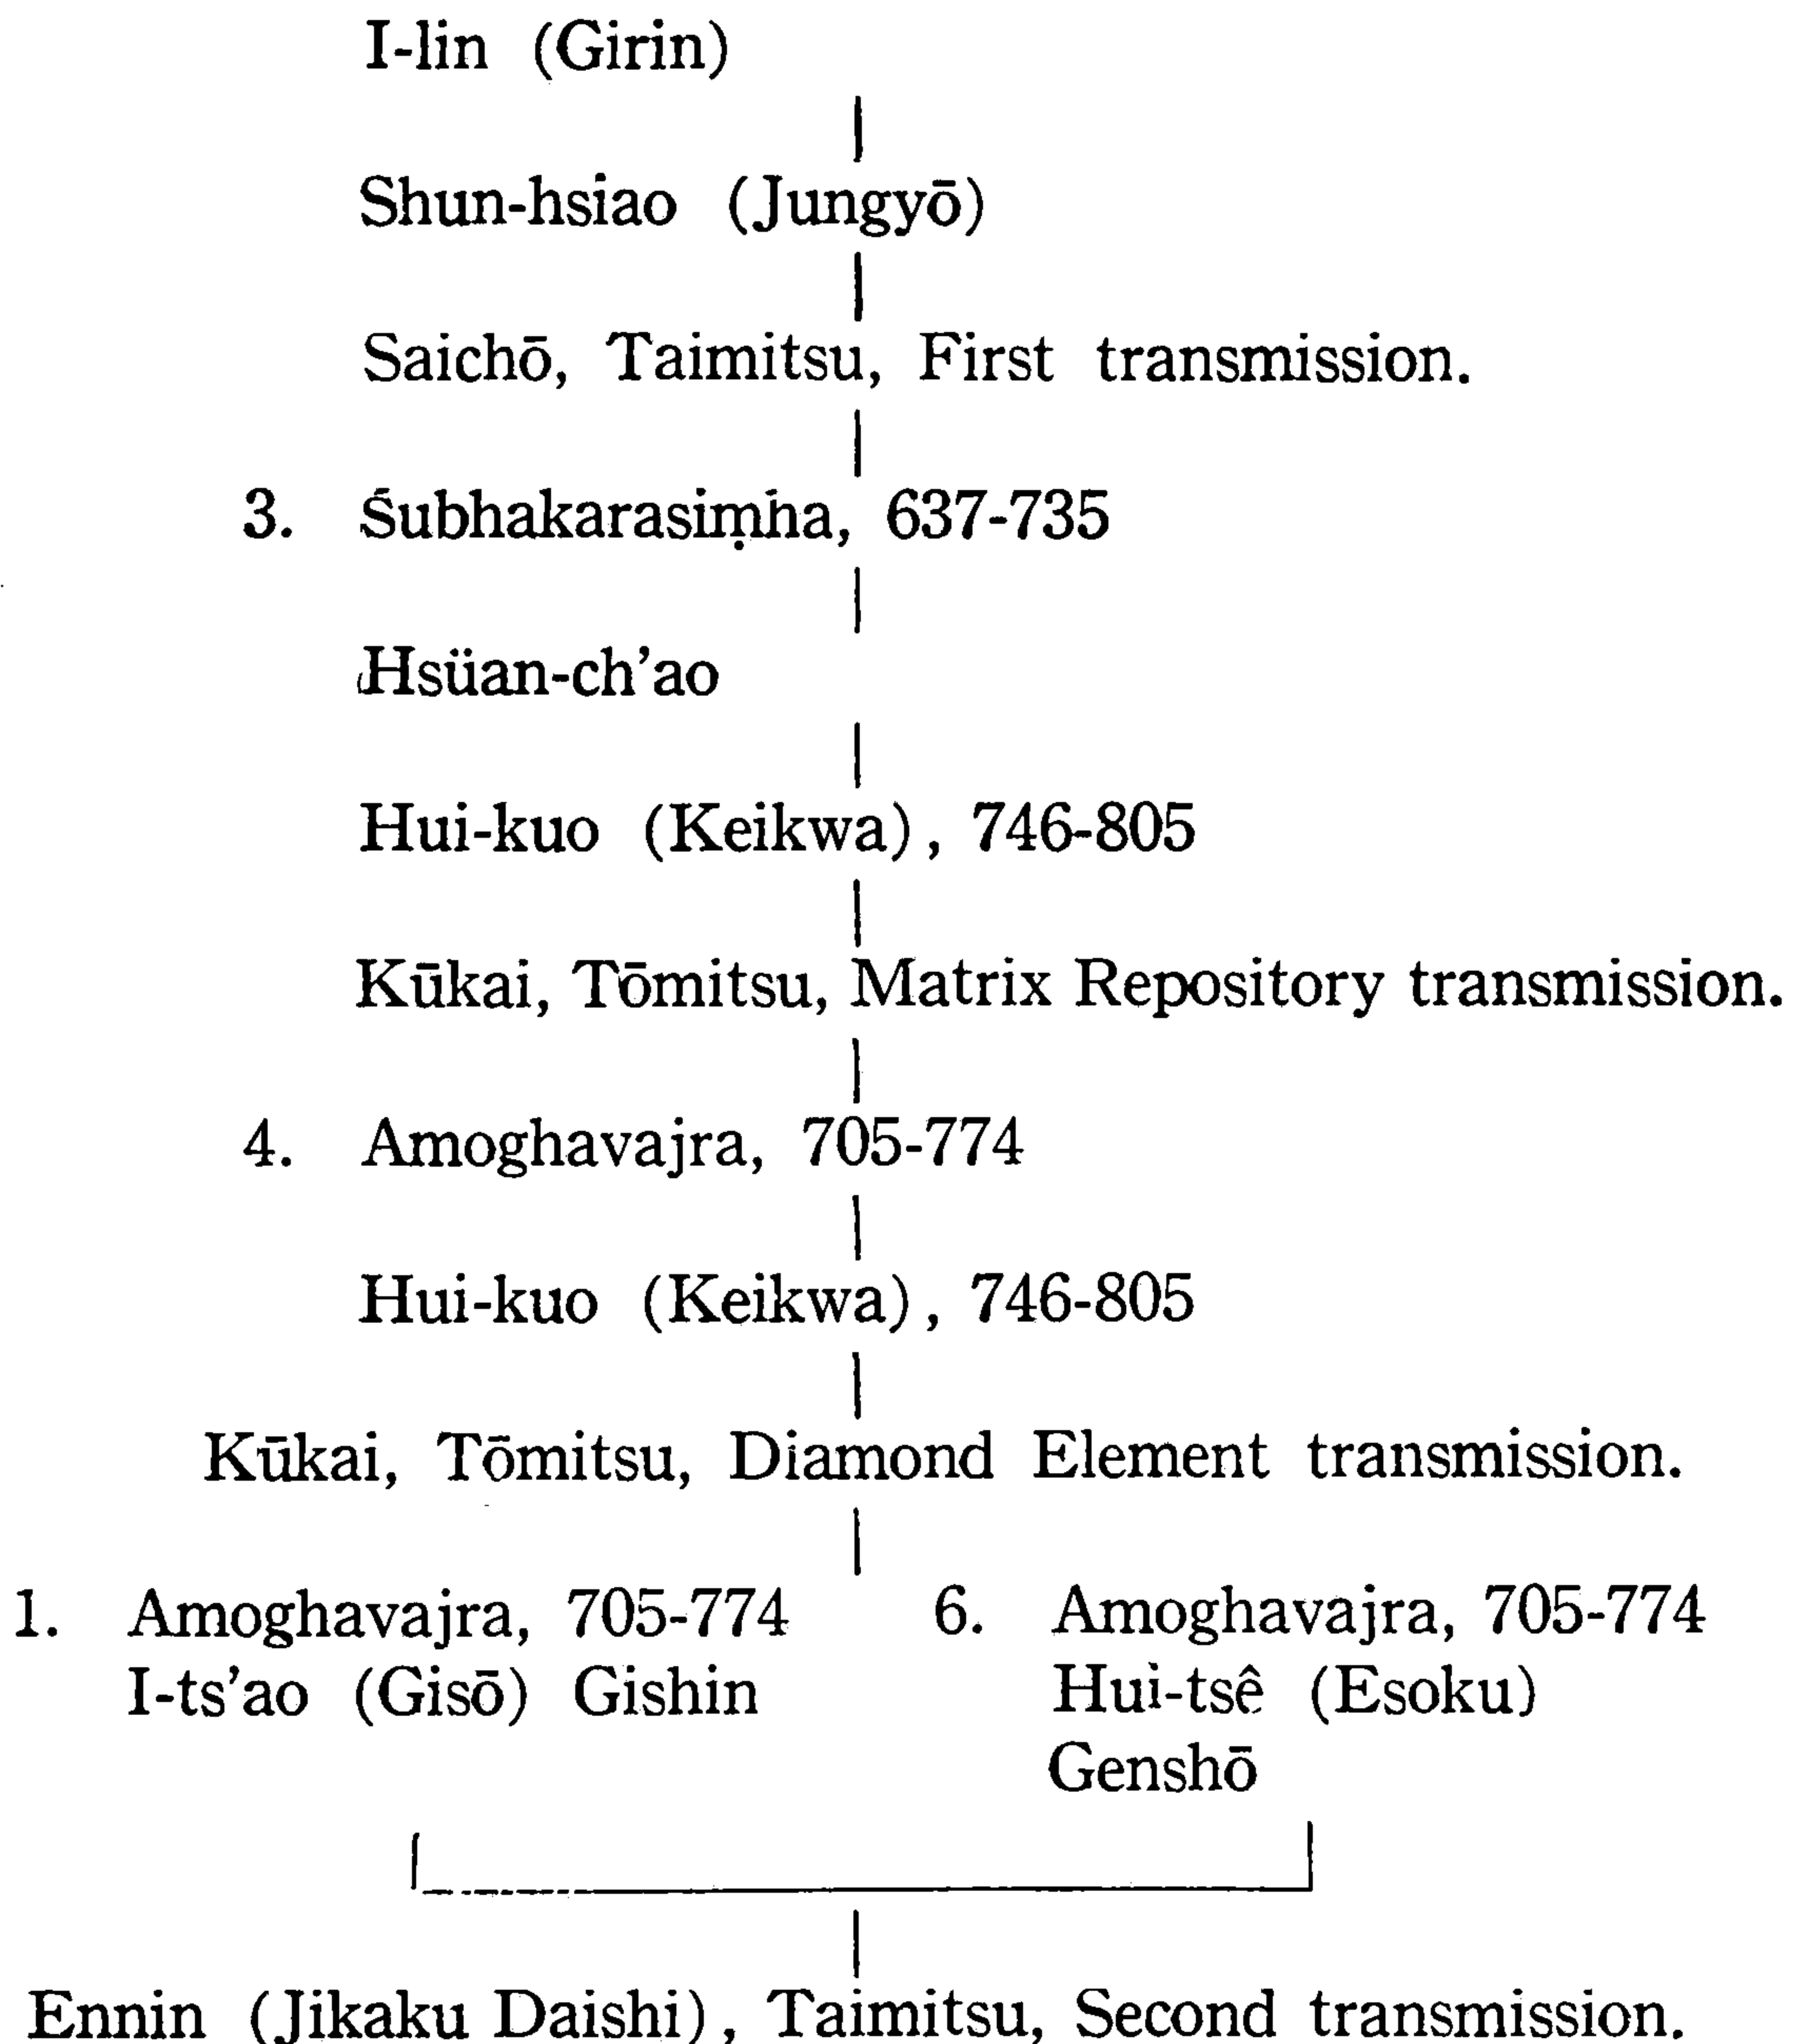 I-lin (Girin)
Shun-hsiao (Jungyō)
Saichō, Taimitsu, First transmission.
3. Śubhakarasiṃha, 637-735
Hsüan-ch’ao
Hui-kuo (Keikwa), 746-805
Kūkai, Tōmitsu, Matrix Repository transmission.
4. Amoghavajra, 705-774
Hui-kuo (Keikwa), 746-805
Kūkai, Tōmitsu, Diamond Element transmission.
1. Amoghavajra, 705-774 6. Amoghavajra, 705-774
I-ts’ao (Gisō) Gishin Hui-tsê (Esoku)
Genshō
Ennin (Jikaku Daishi), Taimitsu, Second transmission.